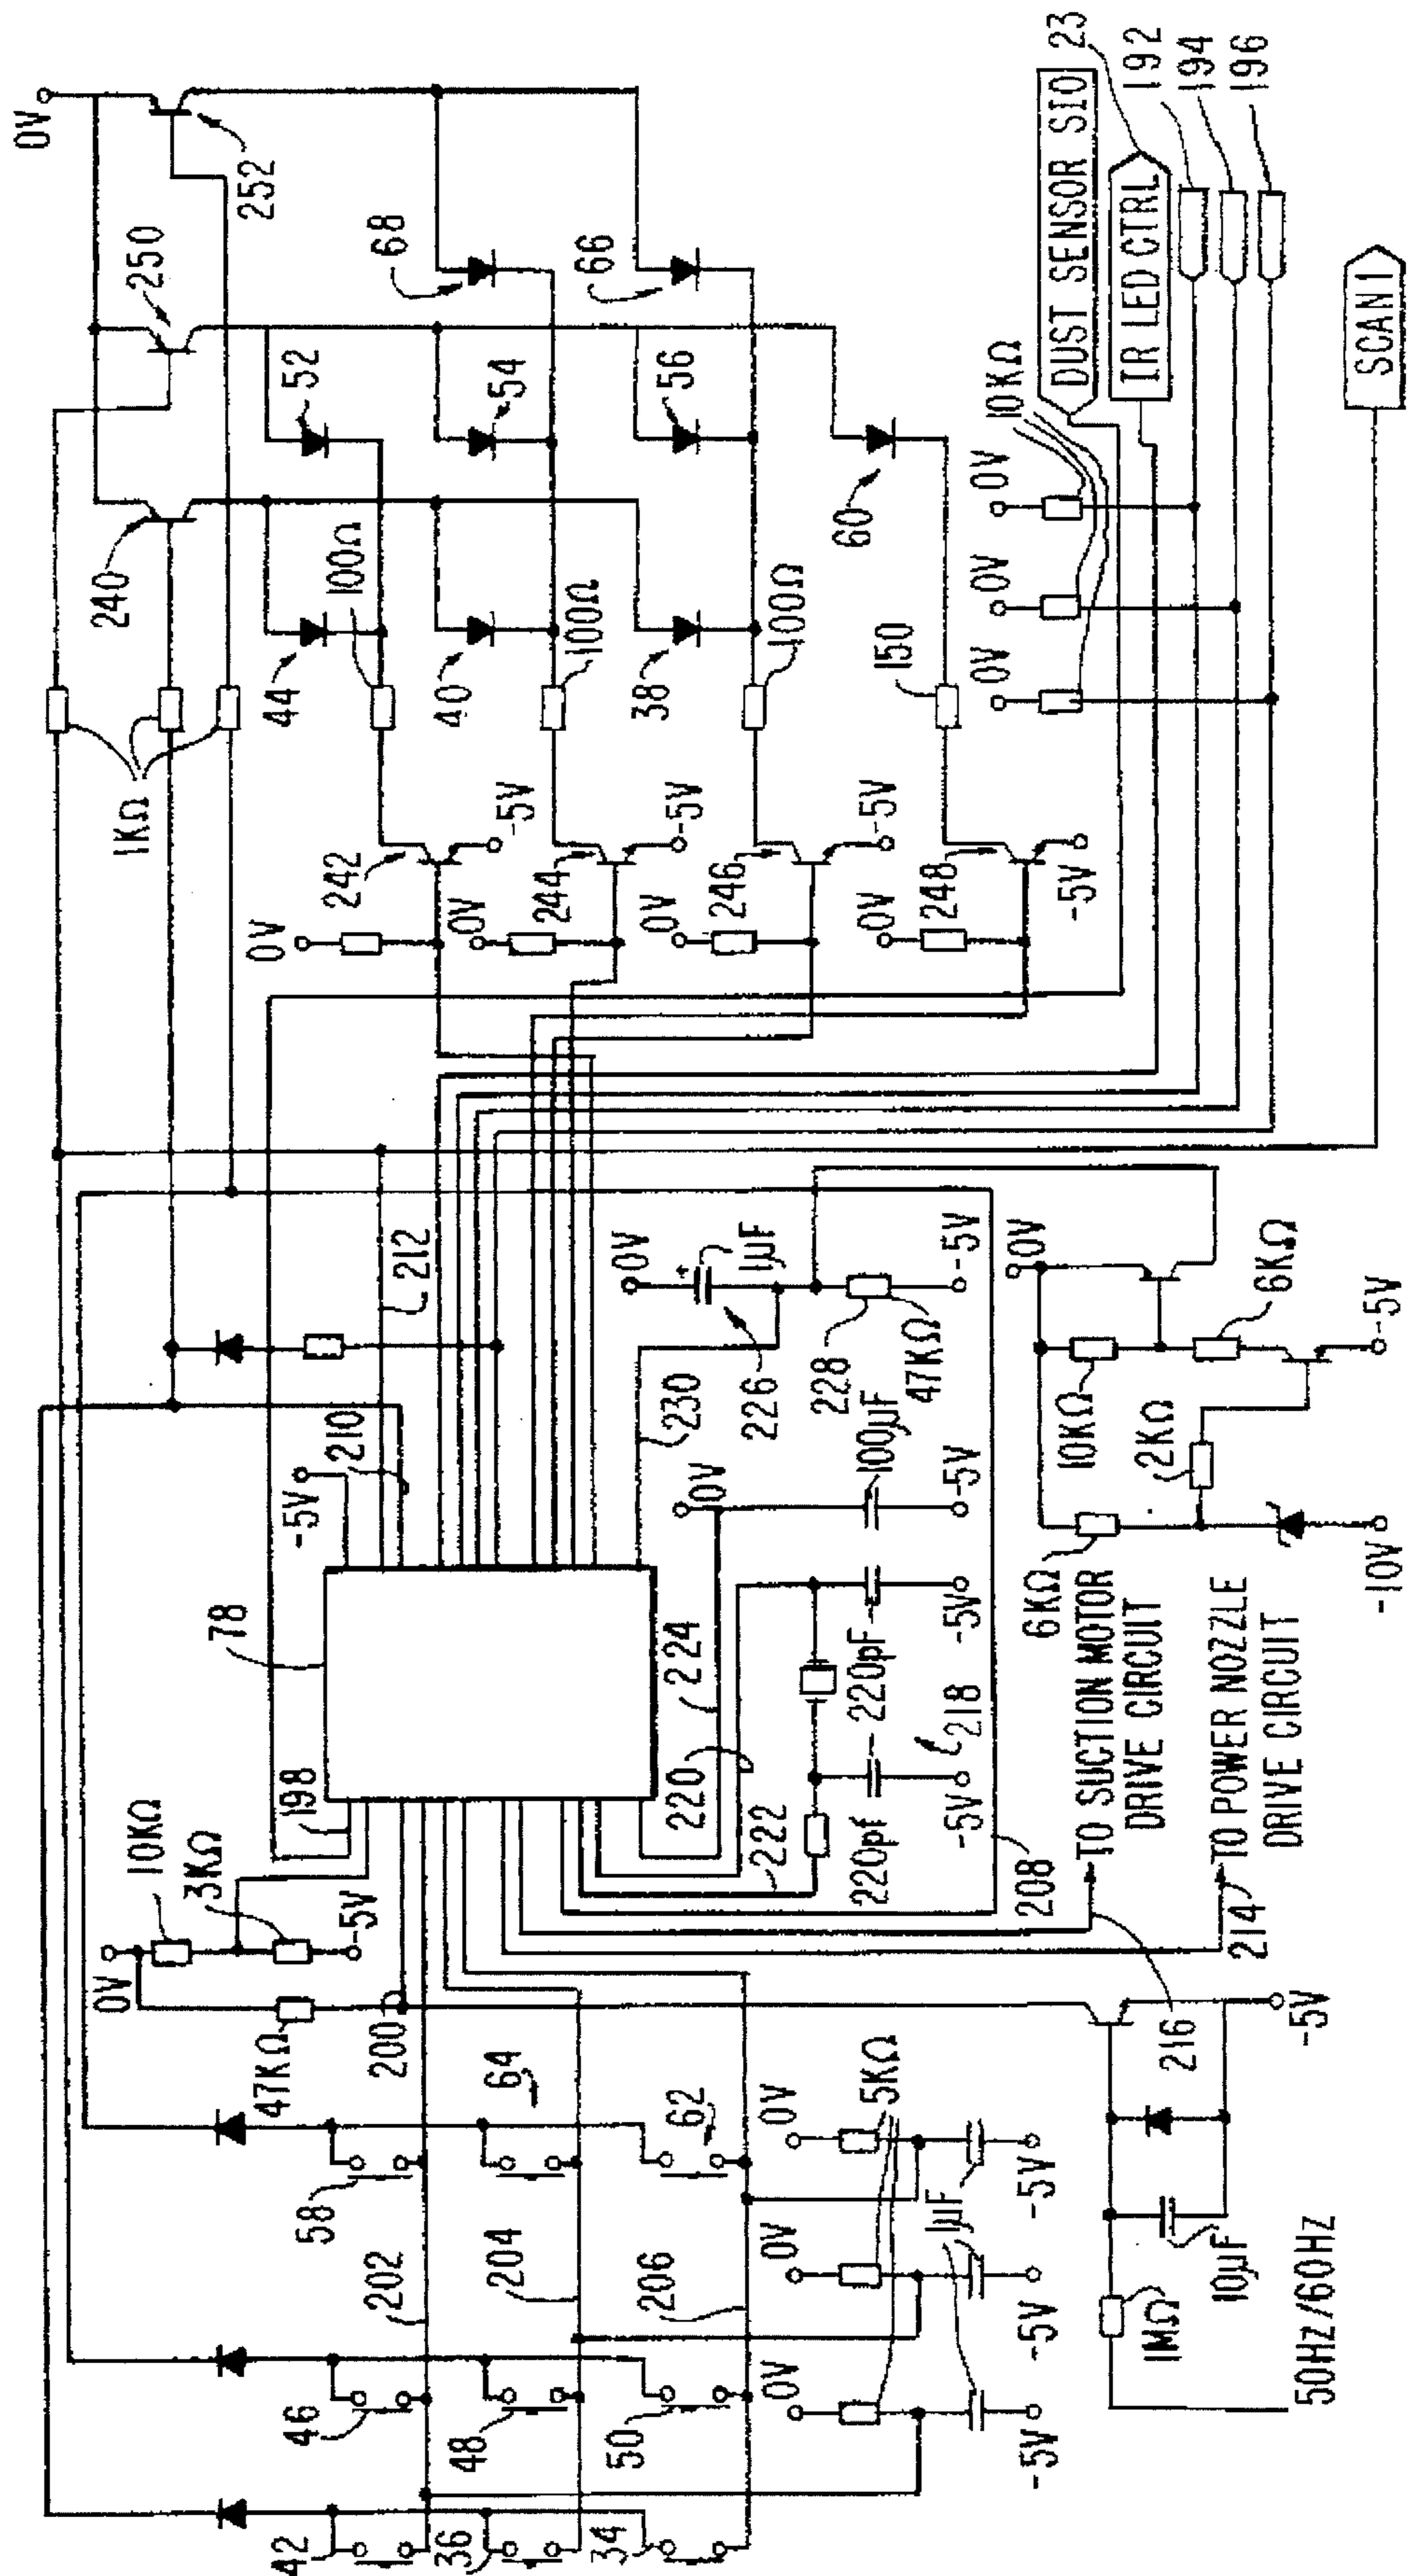 0V
252
250
240
1KΩ
68
66
52
54
56
60
44
100Ω
40
100Ω
38
100Ω
150
242
0V
-5V
244
0V
-5V
246
0V
-5V
248
0V
-5V
10KΩ
0V
0V
0V
DUST SENSOR SIO
IR LED CTRL
23
192
194
196
SCAN1
212
-5V
210
78
198
10KΩ
3KΩ
0V
-5V
47KΩ
200
0V
1µF
226
230
228
47KΩ
-5V
0V
100µF
-5V
224
220
220pF
-5V
222
220pf
-5V
218
208
0V
10KΩ
6KΩ
2KΩ
-5V
6KΩ
-10V
TO SUCTION MOTOR
DRIVE CIRCUIT
TO POWER NOZZLE
DRIVE CIRCUIT
214
216
-5V
64
62
58
202
204
206
46
48
50
42
36
34
0V
0V
0V
5KΩ
1µF
-5V
-5V
-5V
10µF
1MΩ
50HZ/60HZ